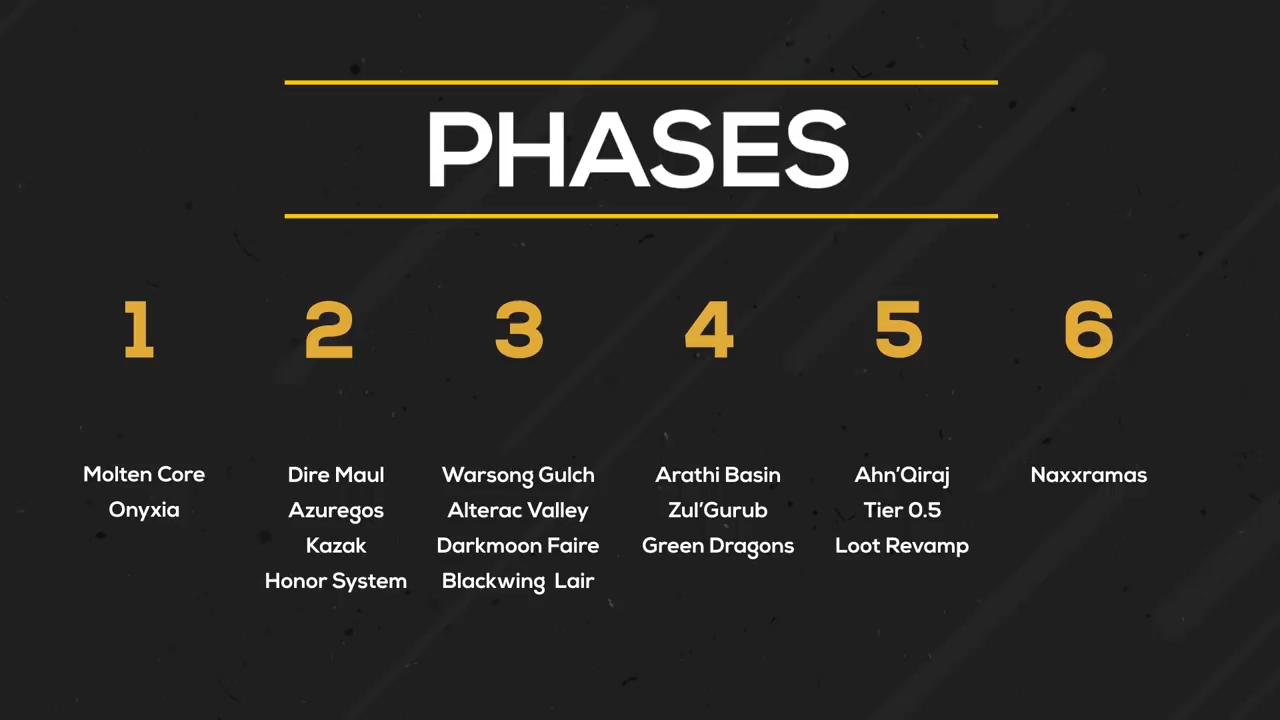 PHASES
1
2
3
4
5
6
Molten Core
Onyxia
Dire Maul
Azuregos
Kazak
Honor System
Warsong Gulch
Alterac Valley
Darkmoon Faire
Blackwing Lair
Arathi Basin
Zul'Gurub
Green Dragons
Ahn'Qiraj
Tier 0.5
Loot Revamp
Naxxramas